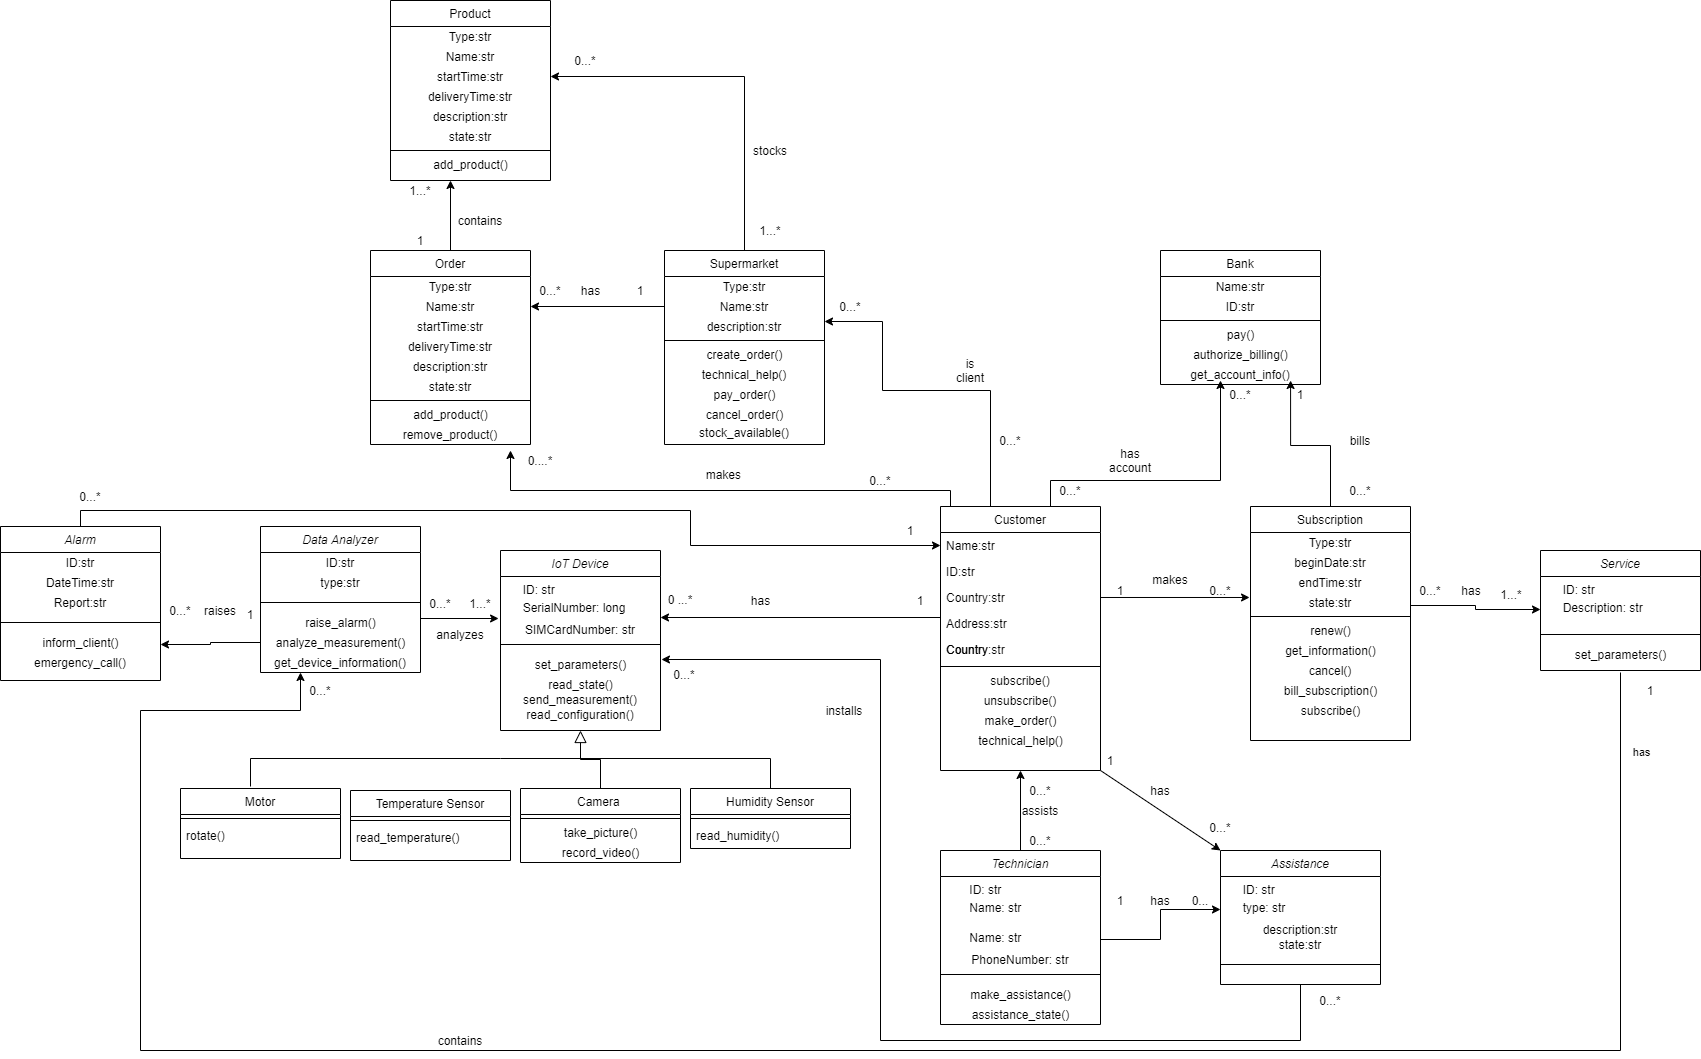 Product
Type:str
Name:str
startTime:str
deliveryTime:str
description:str
state:str
add_product()
0...*
stocks
1...*
1...*
contains
1
Order
Type:str
Name:str
startTime:str
deliveryTime:str
description:str
state:str
add_product()
remove_product()
0...*
has
1
Supermarket
Type:str
Name:str
description:str
create_order()
technical_help()
pay_order()
cancel_order()
stock_available()
0...*
is
client
0...*
Bank
Name:str
ID:str
pay()
authorize_billing()
get_account_info()
0...*
1
has
account
0...*
bills
0...*
0....*
makes
0...*
0...*
1
Alarm
ID:str
DateTime:str
Report:str
inform_client()
emergency_call()
0...*
raises
1
Data Analyzer
ID:str
type:str
raise_alarm()
analyze_measurement()
get_device_information()
0...*
0...*
1...*
analyzes
IoT Device
ID: str
SerialNumber: long
SIMCardNumber: str
set_parameters()
read_state()
send_measurement()
read_configuration()
0 ...*
has
1
0...*
installs
Customer
Name:str
ID:str
Country:str
Address:str
Country:str
subscribe()
unsubscribe()
make_order()
technical_help()
1
makes
0...*
Subscription
Type:str
beginDate:str
endTime:str
state:str
renew()
get_information()
cancel()
bill_subscription()
subscribe()
0...*
has
1...*
Service
ID: str
Description: str
set_parameters()
1
has
Motor
rotate()
Temperature Sensor
read_temperature()
Camera
take_picture()
record_video()
Humidity Sensor
read_humidity()
0...*
assists
0...*
1
has
0...*
Technician
ID: str
Name: str
Name: str
PhoneNumber: str
make_assistance()
assistance_state()
1
has
0...
Assistance
ID: str
type: str
description:str
state:str
0...*
contains